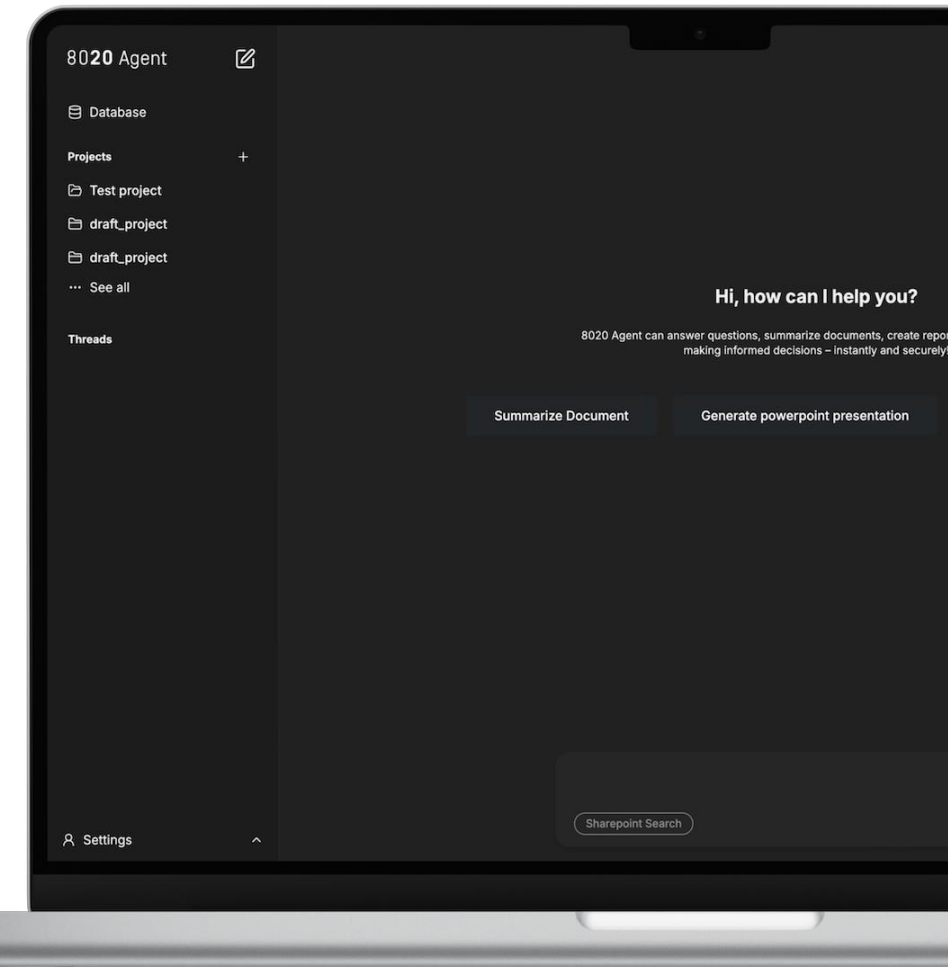 8020 Agent
Database
Projects
Test project
draft_project
draft_project
See all
Threads
Settings
Hi, how can I help you?
8020 Agent can answer questions, summarize documents, create
making informed decisions – instantly and securely!
Summarize Document
Generate powerpoint presentation
Sharepoint Search